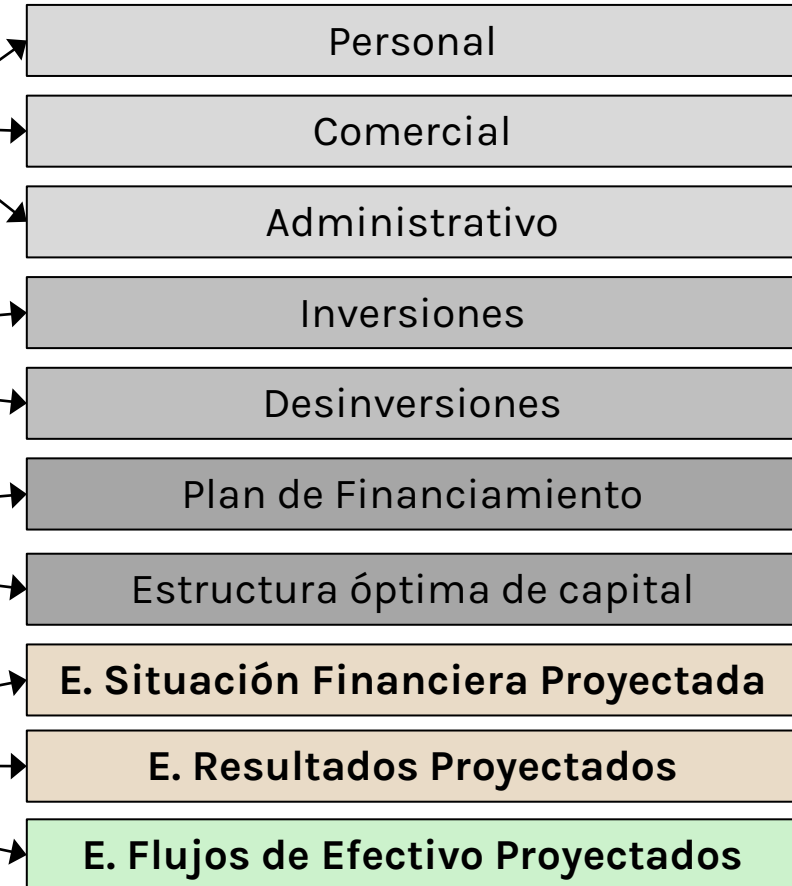 Personal
Comercial
Administrativo
Inversiones
Desinversiones
Plan de Financiamiento
Estructura óptima de capital
E. Situación Financiera Proyectada
E. Resultados Proyectados
E. Flujos de Efectivo Proyectados